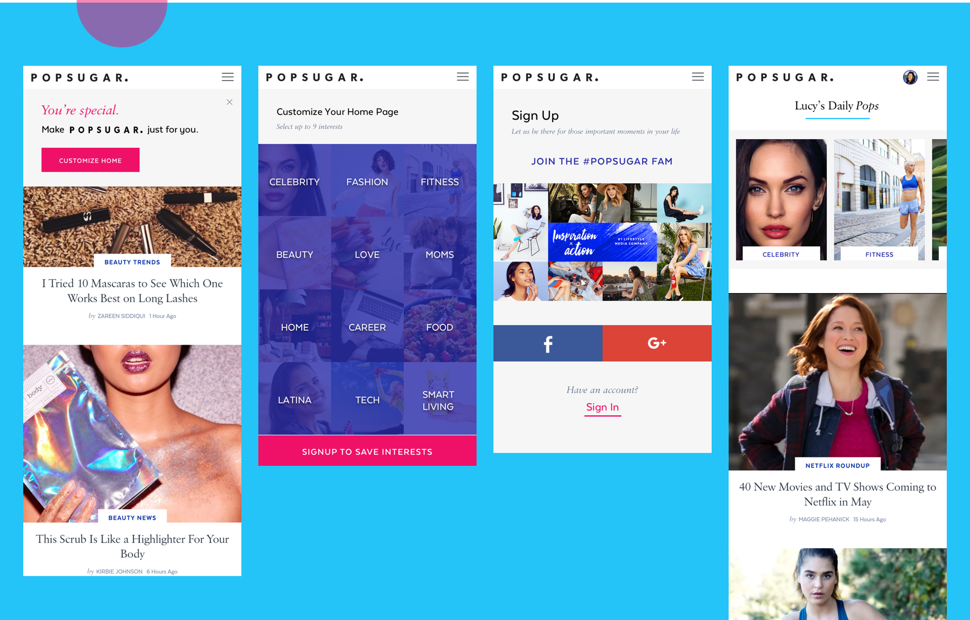 POPSUGAR.
You're special.
Make POPSUGAR. just for you.
CUSTOMIZE HOME
BEAUTY TRENDS
I Tried 10 Mascaras to See Which One
Works Best on Long Lashes
by ZAREEN SIDDIQUI 1 Hour Ago
body
BEAUTY NEWS
This Scrub Is Like a Highlighter For Your
Body
by KIRBIE JOHNSON 6 Hours Ago
POPSUGAR.
Customize Your Home Page
Select up to 9 interests
CELEBRITY FASHION FITNESS
BEAUTY LOVE MOMS
HOME CAREER FOOD
LATINA TECH SMART
LIVING
SIGNUP TO SAVE INTERESTS
POPSUGAR.
Sign Up
Let us be there for those important moments in your life
JOIN THE #POPSUGAR FAM
Inspiration
x
action
#1 LIFESTYLE
MEDIA COMPANY
f G+
Have an account?
Sign In
POPSUGAR.
Lucy's Daily Pops
CELEBRITY FITNESS
NETFLIX ROUNDUP
40 New Movies and TV Shows Coming to
Netflix in May
by MAGGIE PEHANICK 15 Hours Ago